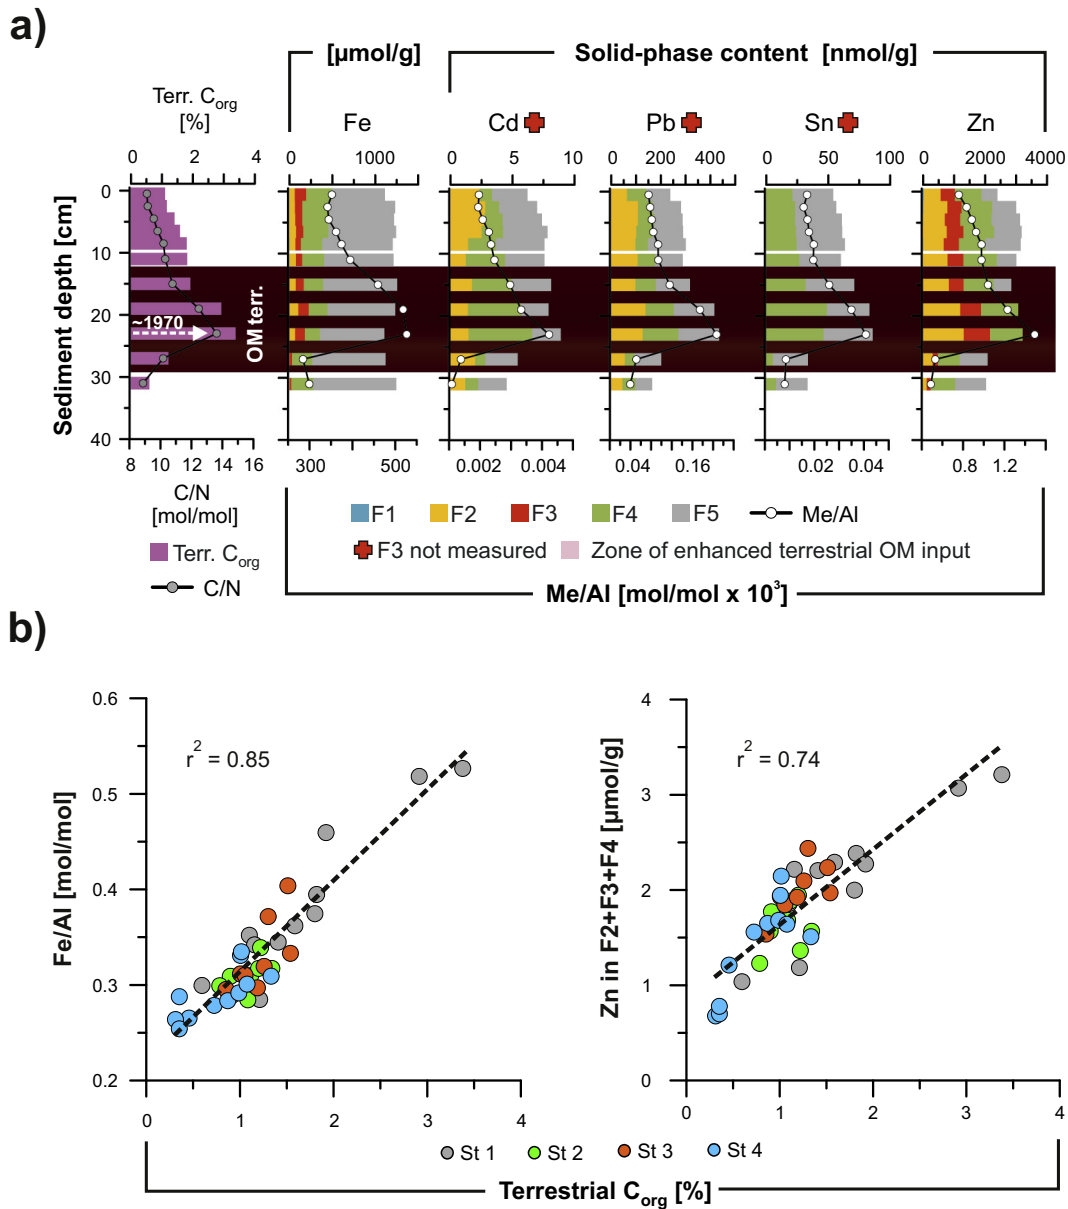 a)
[µmol/g]
Solid-phase content [nmol/g]
Terr. Corg
[%]
Fe
Cd
Pb
Sn
Zn
0 2 4
0 1000
0 5 10
0 200 400
0 50 100
0 2000 4000
Sediment depth [cm]
0
10
20
30
40
~1970
OM terr.
8 10 12 14 16
300 500
0.002 0.004
0.04 0.16
0.02 0.04
0.8 1.2
C/N
[mol/mol]
Terr. Corg
C/N
F1 F2 F3 F4 F5 Me/Al
F3 not measured Zone of enhanced terrestrial OM input
Me/Al [mol/mol x 10³]
b)
Fe/Al [mol/mol]
0.6
0.5
0.4
0.3
0.2
r² = 0.85
0 1 2 3 4
Zn in F2+F3+F4 [µmol/g]
4
3
2
1
0
r² = 0.74
0 1 2 3 4
St 1 St 2 St 3 St 4
Terrestrial Corg [%]